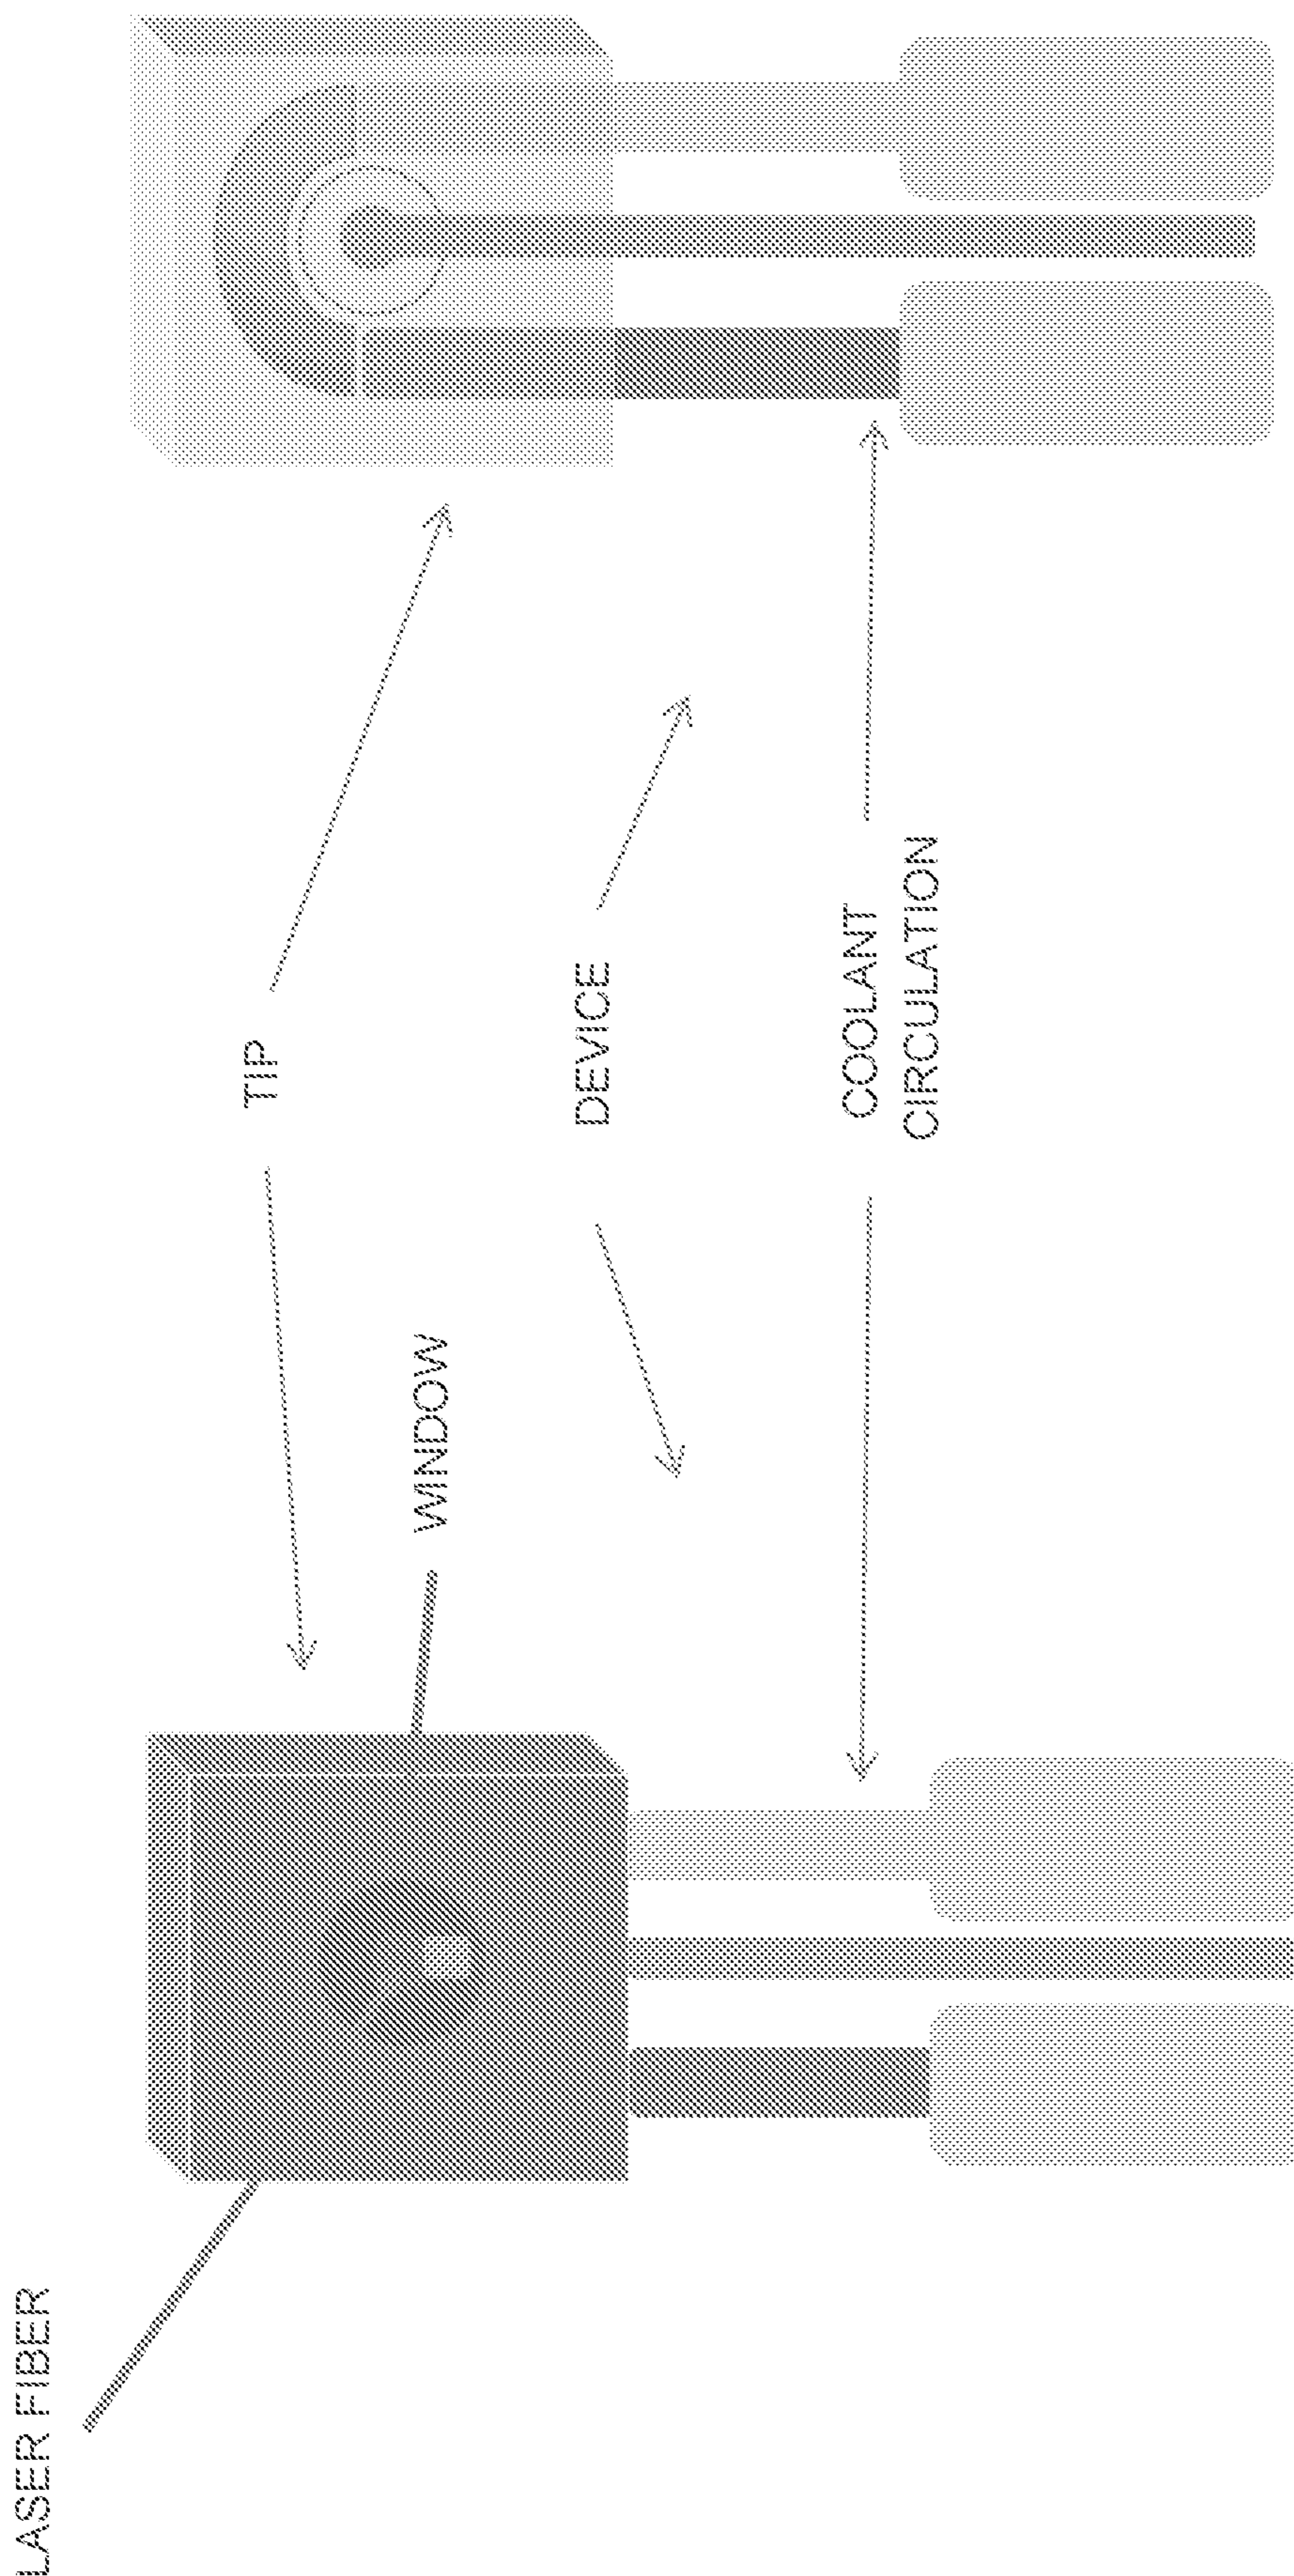 LASER FIBER
WINDOW
TIP
DEVICE
COOLANT
CIRCULATION